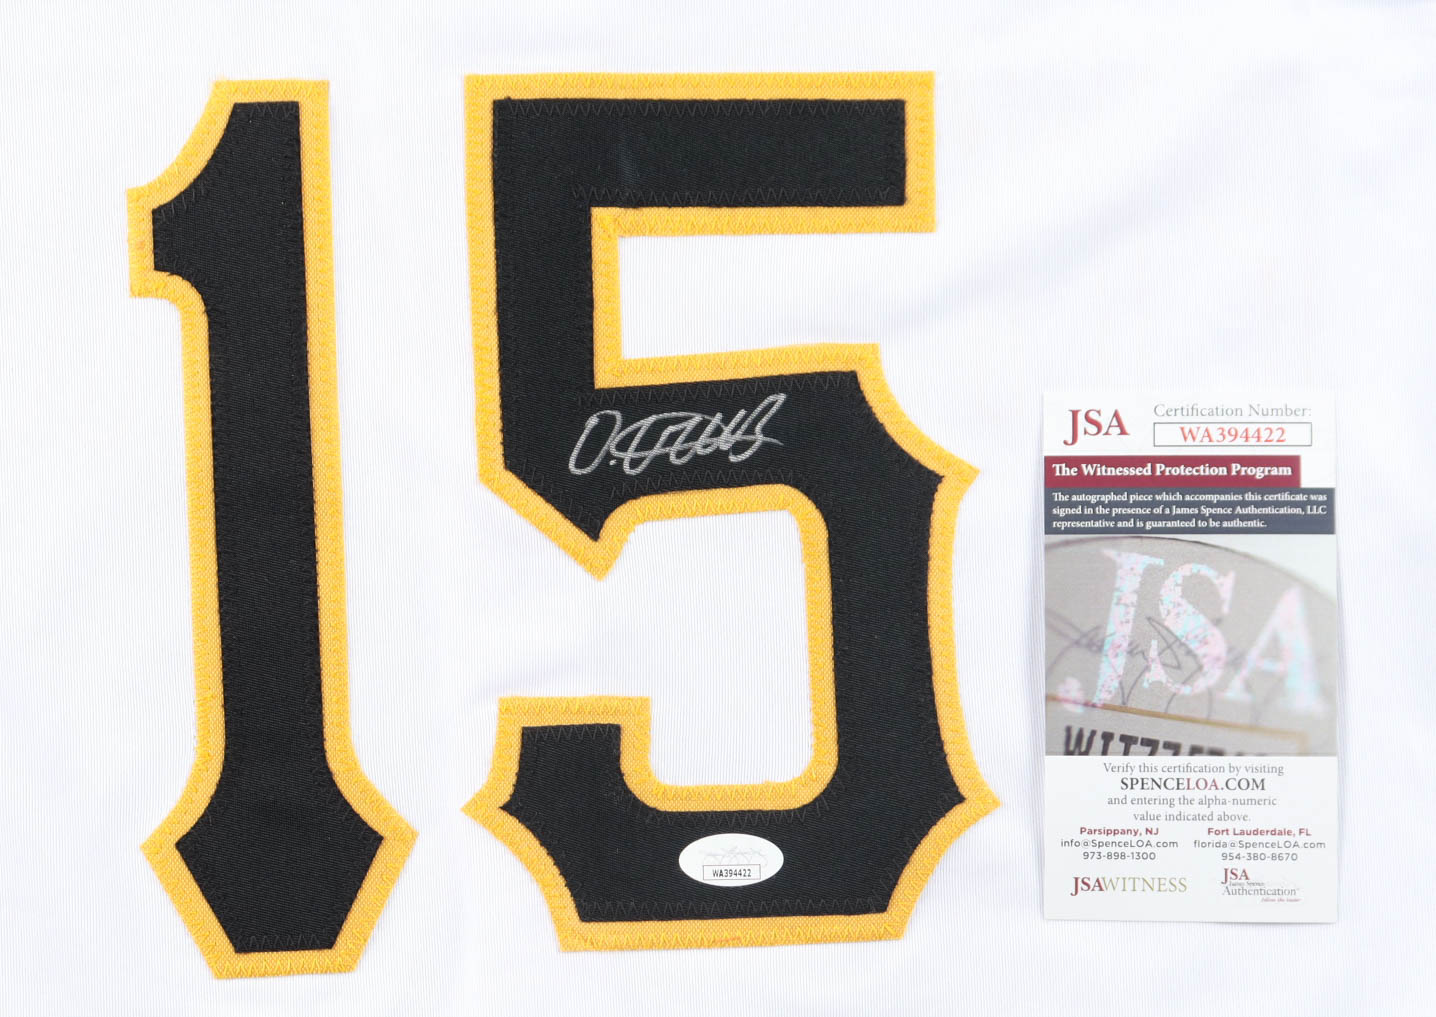 15
WA394422
JSA
Certification Number:
WA394422
The Witnessed Protection Program
The autographed piece which accompanies this certificate was
signed in the presence of a James Spence Authentication, LLC
representative and is guaranteed to be authentic.
JSA
Verify this certification by visiting
SPENCELOA.COM
and entering the alpha-numeric
value indicated above.
Parsippany, NJ
info@SpenceLOA.com
973-898-1300
Fort Lauderdale, FL
florida@SpenceLOA.com
954-380-8670
JSAWITNESS
JSA
James Spence
Authentication